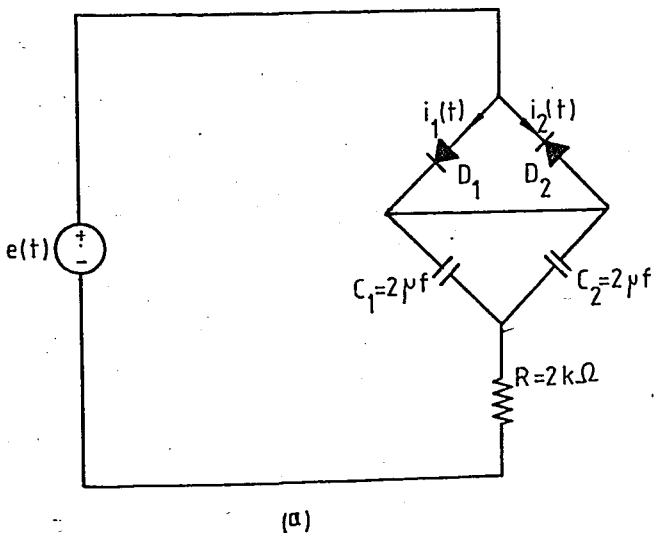 i₁(t) i₂(t)
D₁ D₂
e(t)
+
-
C₁=2μf C₂=2μf
R=2kΩ
(a)